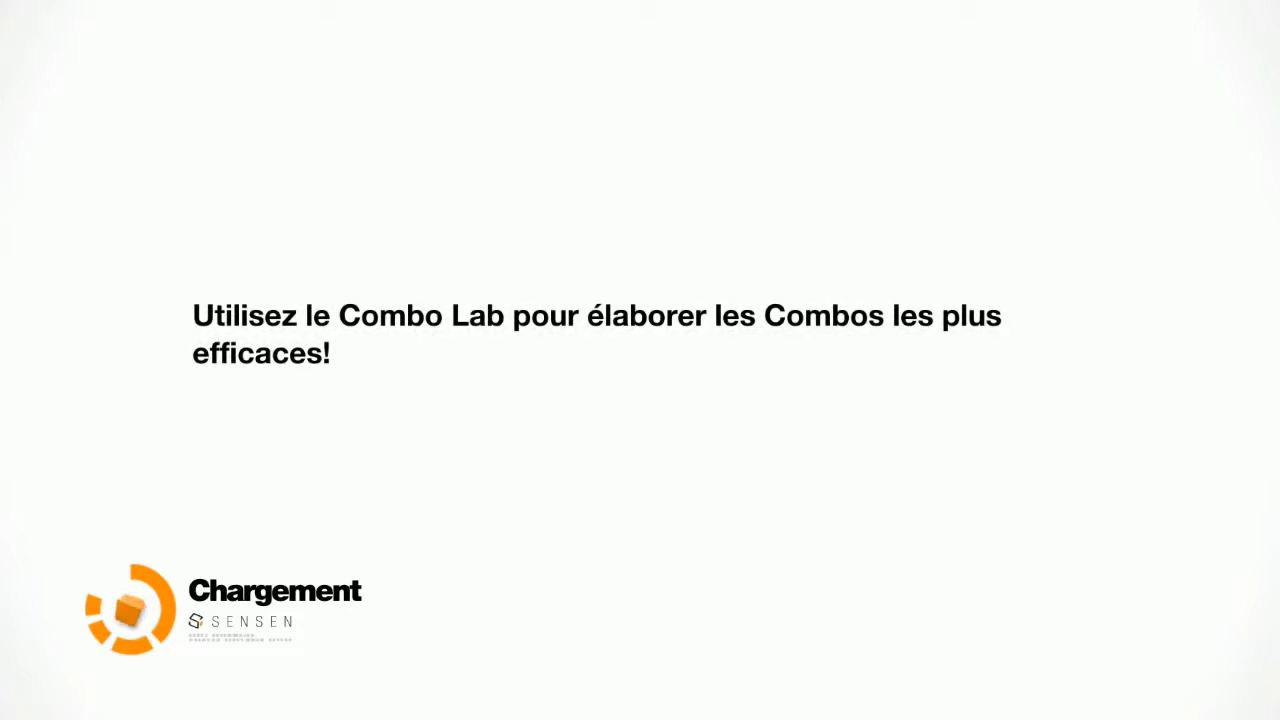 Utilisez le Combo Lab pour élaborer les Combos les plus
efficaces!
Chargement
SENSEN